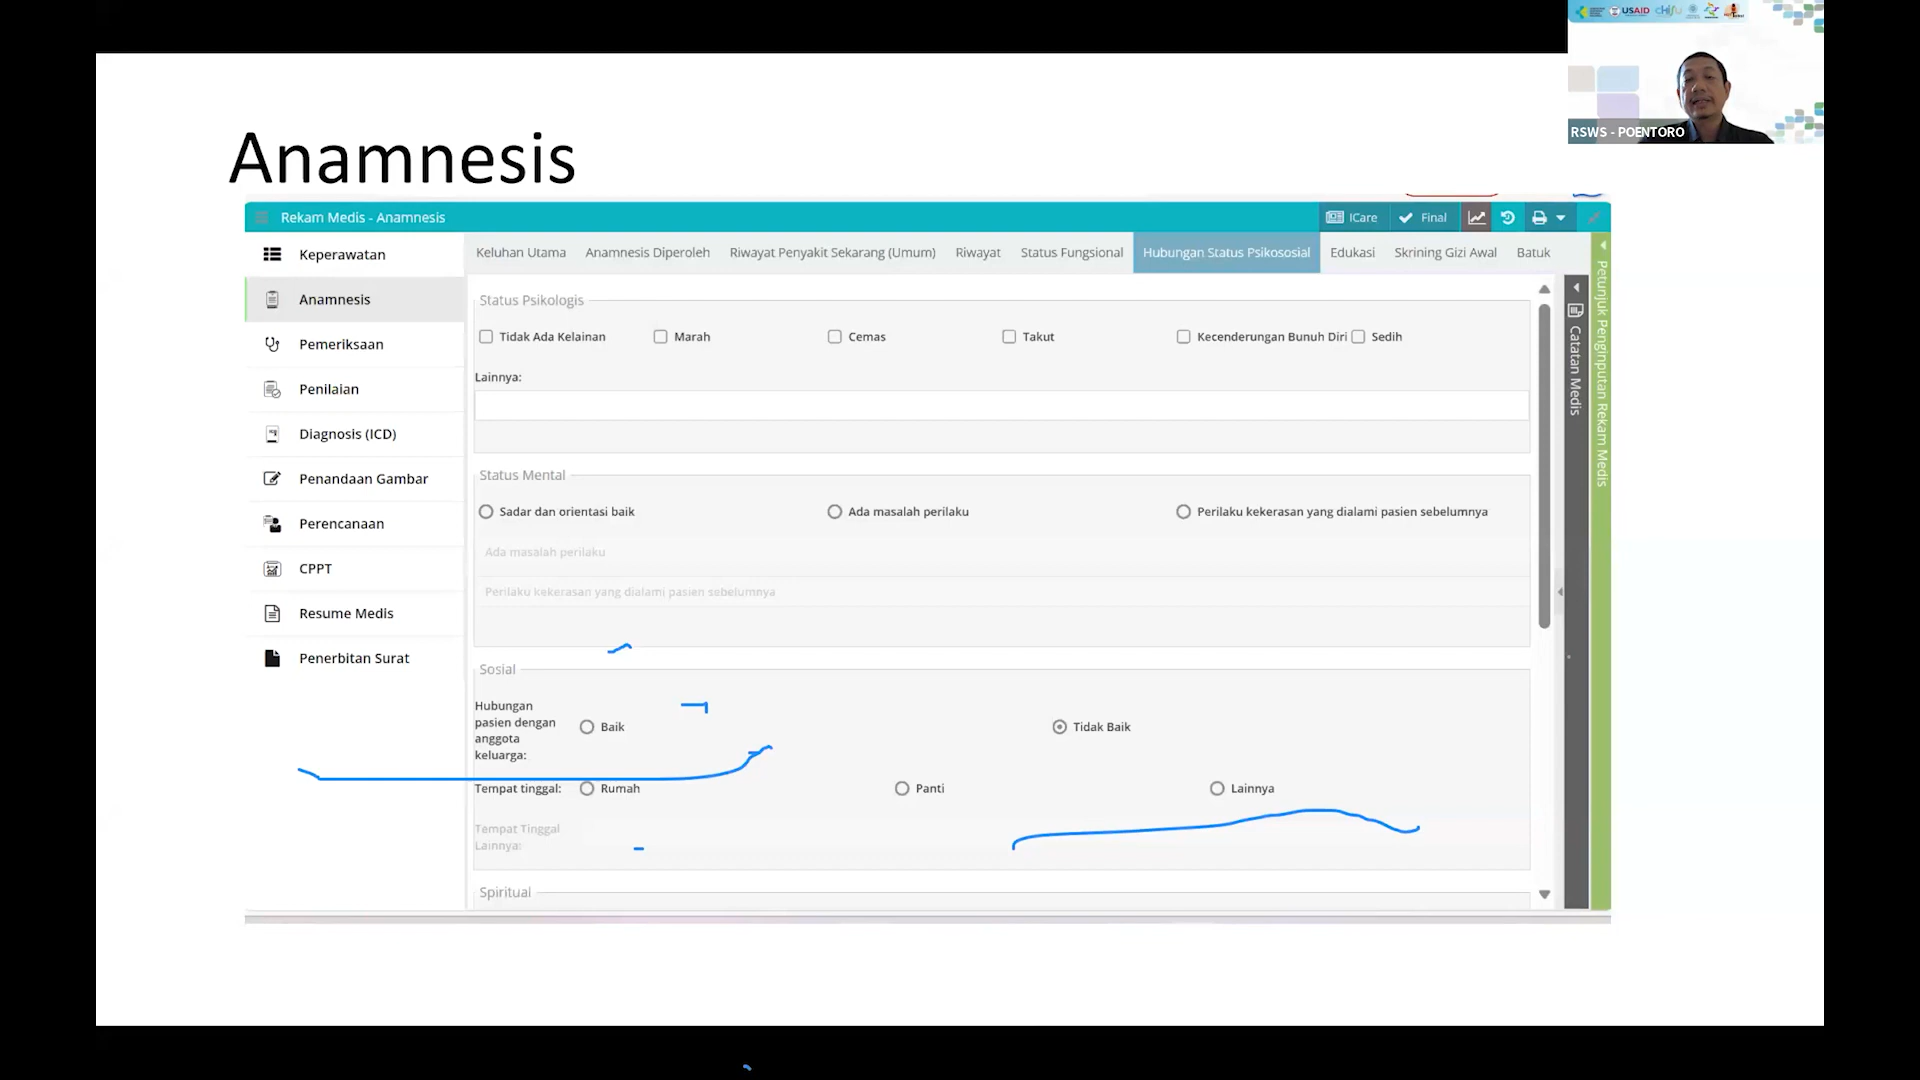 USAID
RSWS - POENTORO
Anamnesis
Rekam Medis - Anamnesis
ICare
Final
Keperawatan
Anamnesis
Pemeriksaan
Penilaian
Diagnosis (ICD)
Penandaan Gambar
Perencanaan
CPPT
Resume Medis
Penerbitan Surat
Keluhan Utama Anamnesis Diperoleh Riwayat Penyakit Sekarang (Umum) Riwayat Status Fungsional Hubungan Status Psikososial Edukasi Skrining Gizi Awal Batuk
Status Psikologis
Tidak Ada Kelainan Marah Cemas Takut Kecenderungan Bunuh Diri Sedih
Lainnya:
Status Mental
Sadar dan orientasi baik Ada masalah perilaku Perilaku kekerasan yang dialami pasien sebelumnya
Ada masalah perilaku
Perilaku kekerasan yang dialami pasien sebelumnya
Sosial
Hubungan
pasien dengan
anggota
keluarga:
Baik Tidak Baik
Tempat tinggal: Rumah Panti Lainnya
Tempat Tinggal
Lainnya:
Spiritual
Catatan Medis
Petunjuk Penginputan Rekam Medis